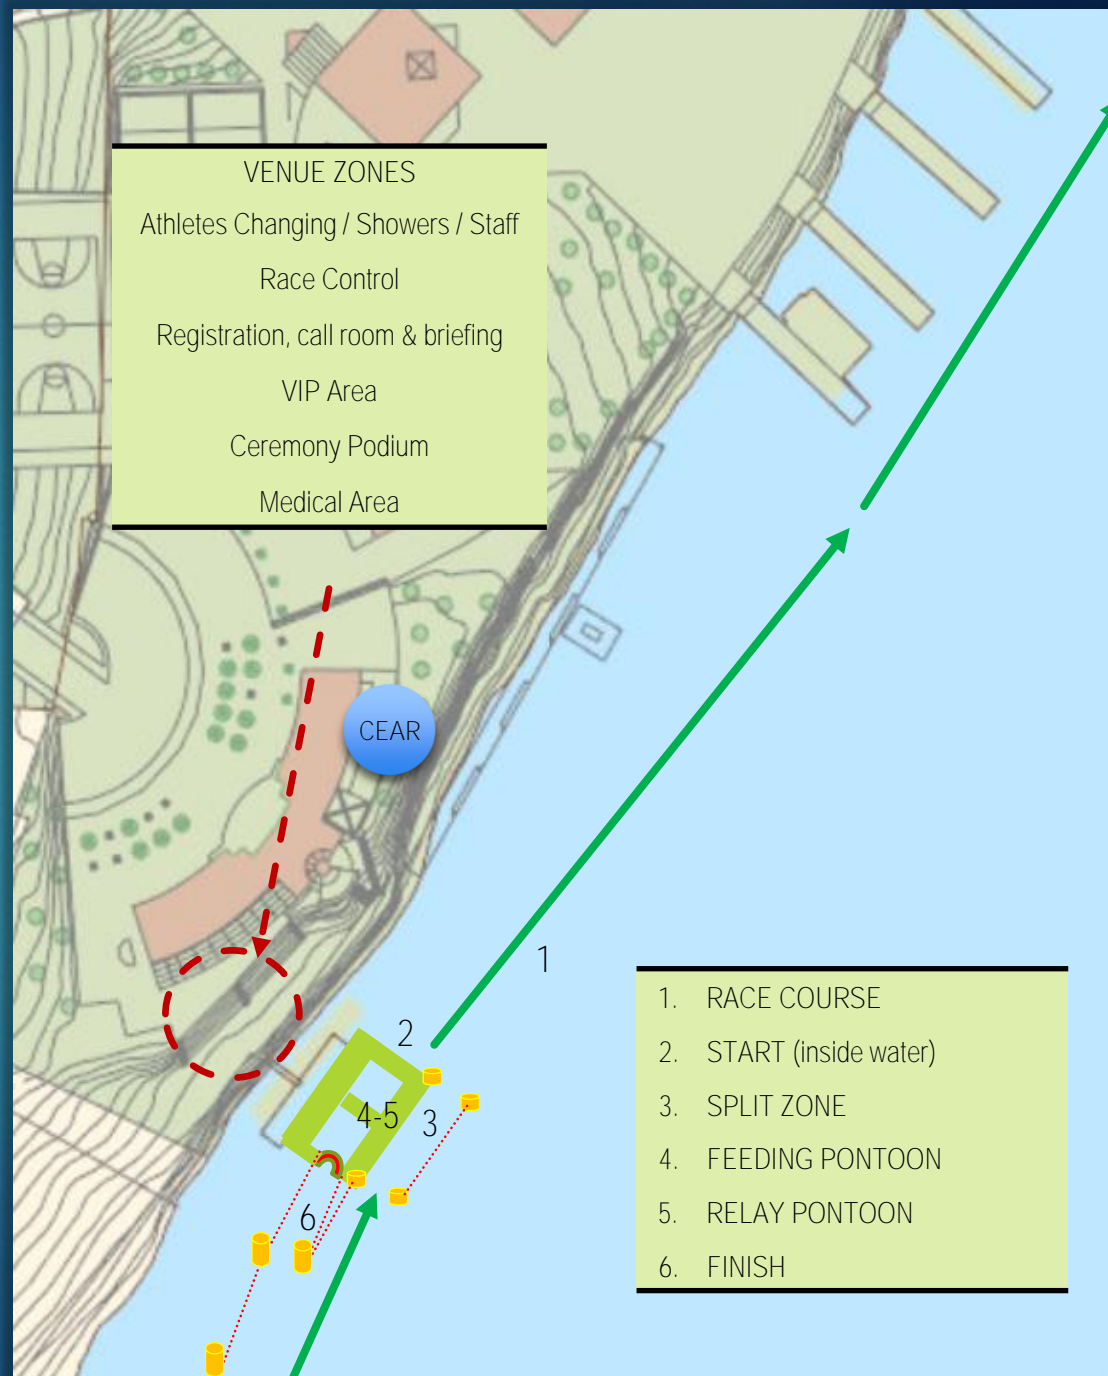 VENUE ZONES
Athletes Changing / Showers / Staff
Race Control
Registration, call room & briefing
VIP Area
Ceremony Podium
Medical Area
CEAR
1
2
4-5
3
6
1. RACE COURSE
2. START (inside water)
3. SPLIT ZONE
4. FEEDING PONTOON
5. RELAY PONTOON
6. FINISH